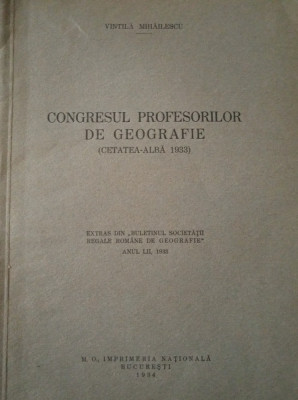 VINTILĂ MIHĂILESCU
CONGRESUL PROFESORILOR
DE GEOGRAFIE
(CETATEA-ALBĂ 1933)
EXTRAS DIN „BULETINUL SOCIETĂȚII
REGALE ROMÂNE DE GEOGRAFIE“
ANUL LII, 1933
M. O., IMPRIMERIA NAȚIONALĂ
BUCUREȘTI
1934